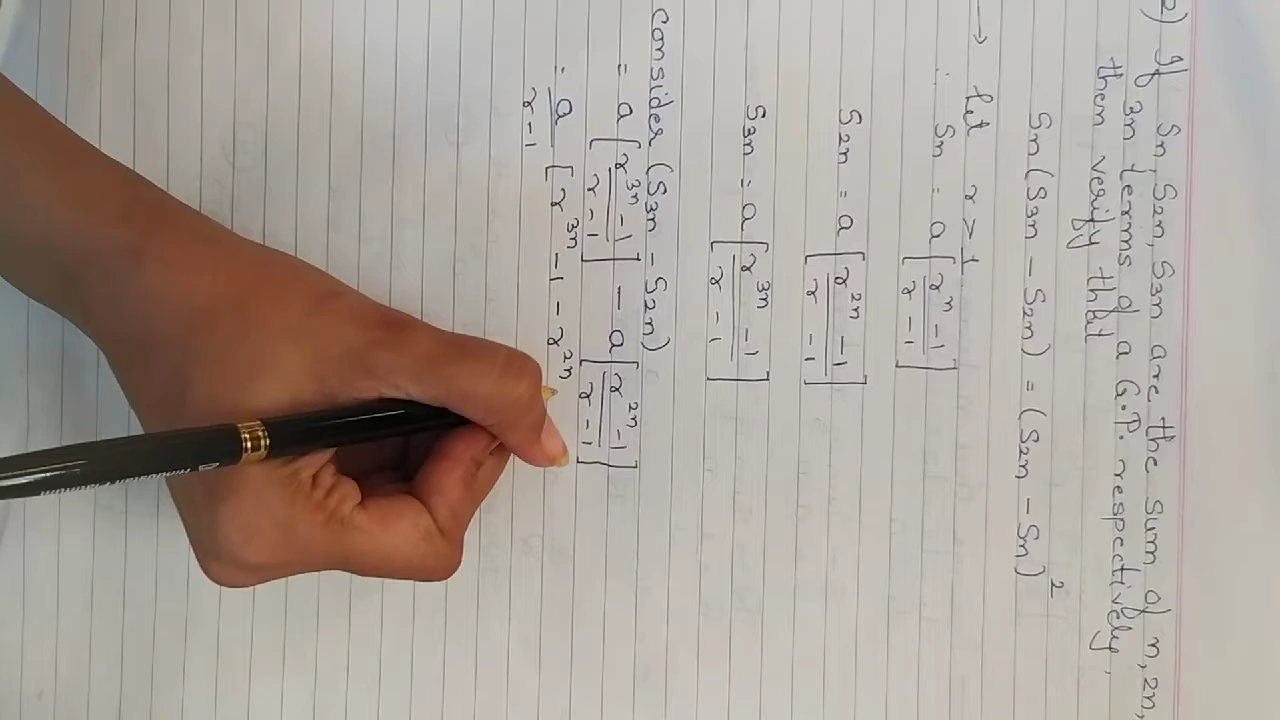 2) If Sn, S2n, S3n are the sum of n, 2n,
3n terms of a G.P. respectively,
them verify that
Sn(S3n - S2n) = (S2n - Sn)²
→ let r > 1
∴ Sn = a[(rⁿ - 1)/(r - 1)]
S2n = a[(r²ⁿ - 1)/(r - 1)]
S3n = a[(r³ⁿ - 1)/(r - 1)]
consider (S3n - S2n)
= a[(r³ⁿ - 1)/(r - 1)] - a[(r²ⁿ - 1)/(r - 1)]
= a/(r - 1) [r³ⁿ - 1 - r²ⁿ